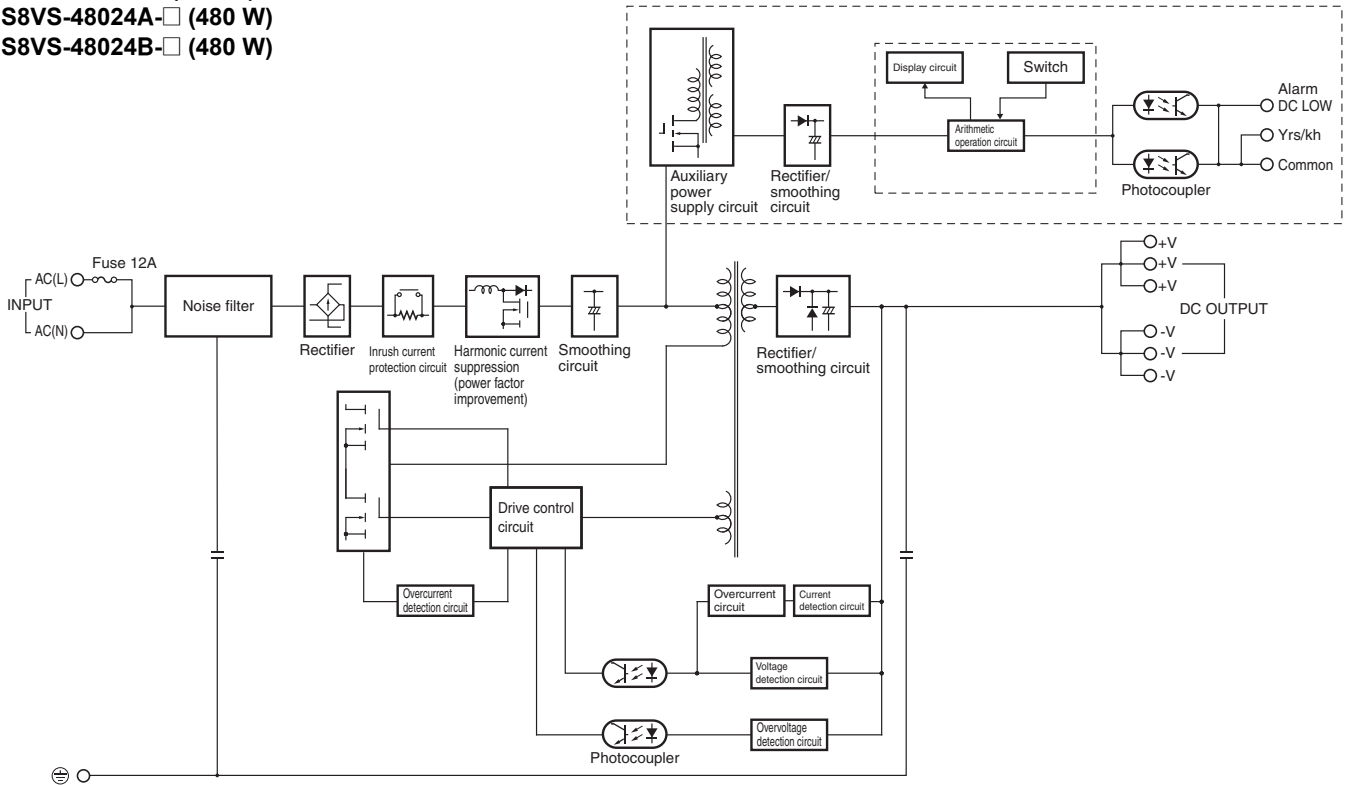 S8VS-48024A-□ (480 W)
S8VS-48024B-□ (480 W)
Display circuit
Switch
Arithmetic
operation circuit
Alarm
DC LOW
Yrs/kh
Common
Photocoupler
Auxiliary
power
supply circuit
Rectifier/
smoothing
circuit
INPUT
AC(L)
Fuse 12A
AC(N)
Noise filter
Rectifier
Inrush current
protection circuit
Harmonic current
suppression
(power factor
improvement)
Smoothing
circuit
Rectifier/
smoothing circuit
+V
+V
+V
DC OUTPUT
-V
-V
-V
Drive control
circuit
Overcurrent
detection circuit
Overcurrent
circuit
Current
detection circuit
Voltage
detection circuit
Overvoltage
detection circuit
Photocoupler